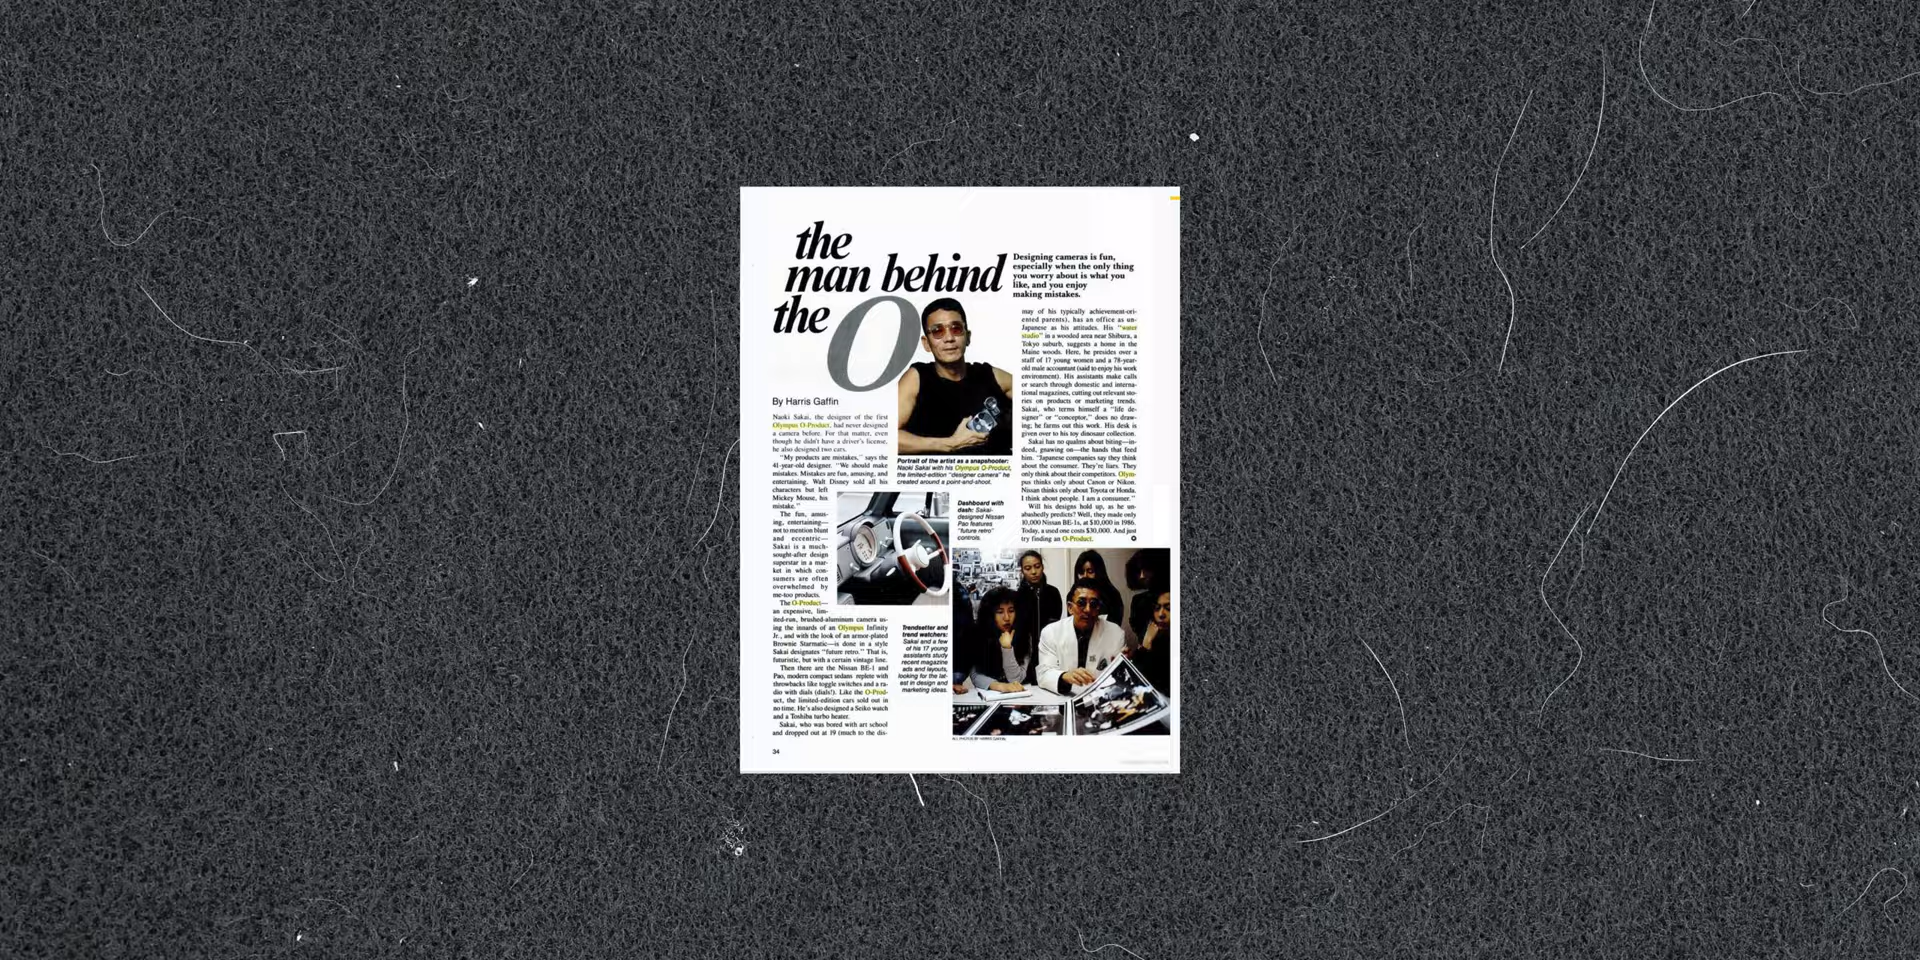 the
man behind
the O
Designing cameras is fun,
especially when the only thing
you worry about is what you
like, and you enjoy
making mistakes.
By Harris Gaffin
Naoki Sakai, the designer of the first
Olympus O-Product, had never designed
a camera before. For that matter, even
though he didn't have a driver's license,
he also designed two cars.
"My products are mistakes," says the
41-year-old designer. "We should make
mistakes. Mistakes are fun, amusing, and
entertaining. Walt Disney sold all his
characters but left
Mickey Mouse, his
mistake."
The fun, amus-
ing, entertaining—
not to mention blunt
and eccentric—
Sakai is a much-
sought-after design
superstar in a mar-
ket in which con-
sumers are often
overwhelmed by
me-too products.
The O-Product—
an expensive, lim-
ited-run, brushed-aluminum camera us-
ing the innards of an Olympus Infinity
Jr., and with the look of an armor-plated
Brownie Starmatic—is done in a style
Sakai designates "future retro." That is,
futuristic, but with a certain vintage line.
Then there are the Nissan BE-1 and
Pao, modern compact sedans replete with
throwbacks like toggle switches and a ra-
dio with dials (dials!). Like the O-Prod-
uct, the limited-edition cars sold out in
no time. He's also designed a Seiko watch
and a Toshiba turbo heater.
Sakai, who was bored with art school
and dropped out at 19 (much to the dis-
34
Portrait of the artist as a snapshooter:
Naoki Sakai with his Olympus O-Product,
the limited-edition "designer camera" he
created around a point-and-shoot.
Dashboard with
dash: Sakai-
designed Nissan
Pao features
"future retro"
controls.
Trendsetter and
trend watchers:
Sakai and a few
of his 17 young
assistants study
recent magazine
ads and layouts,
looking for the lat-
est in design and
marketing ideas.
may of his typically achievement-ori-
ented parents), has an office as un-
Japanese as his attitudes. His "water
studio" in a wooded area near Shibura, a
Tokyo suburb, suggests a home in the
Maine woods. Here, he presides over a
staff of 17 young women and a 78-year-
old male accountant (said to enjoy his work
environment). His assistants make calls
or search through domestic and interna-
tional magazines, cutting out relevant sto-
ries on products or marketing trends.
Sakai, who terms himself a "life de-
signer" or "conceptor," does no draw-
ing; he farms out this work. His desk is
given over to his toy dinosaur collection.
Sakai has no qualms about biting—in-
deed, gnawing on—the hands that feed
him. "Japanese companies say they think
about the consumer. They're liars. They
only think about their competitors. Olym-
pus thinks only about Canon or Nikon.
Nissan thinks only about Toyota or Honda.
I think about people. I am a consumer."
Will his designs hold up, as he un-
abashedly predicts? Well, they made only
10,000 Nissan BE-1s, at $10,000 in 1986.
Today, a used one costs $30,000. And just
try finding an O-Product.
ALL PHOTOS BY HARRIS GAFFIN